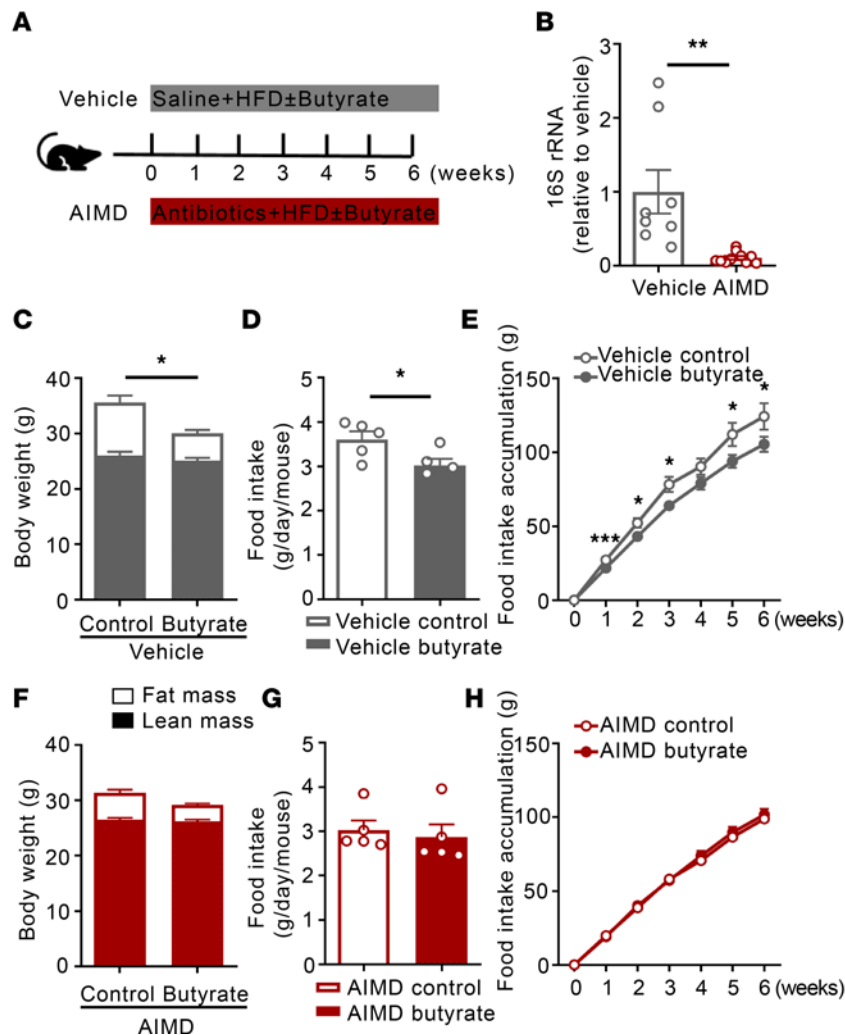 A
Vehicle
Saline+HFD±Butyrate
0 1 2 3 4 5 6 (weeks)
AIMD
Antibiotics+HFD±Butyrate
B
16S rRNA
(relative to vehicle)
3
2
1
0
**
Vehicle AIMD
C
Body weight (g)
40
30
20
10
0
*
Control Butyrate
Vehicle
D
Food intake
(g/day/mouse)
5
4
3
2
1
0
*
Vehicle control
Vehicle butyrate
E
Food intake accumulation (g)
Vehicle control
Vehicle butyrate
150
100
50
0
***
*
*
*
*
0 1 2 3 4 5 6 (weeks)
F
Fat mass
Lean mass
Body weight (g)
40
30
20
10
0
Control Butyrate
AIMD
G
Food intake
(g/day/mouse)
5
4
3
2
1
0
AIMD control
AIMD butyrate
H
Food intake accumulation (g)
AIMD control
AIMD butyrate
150
100
50
0
0 1 2 3 4 5 6 (weeks)